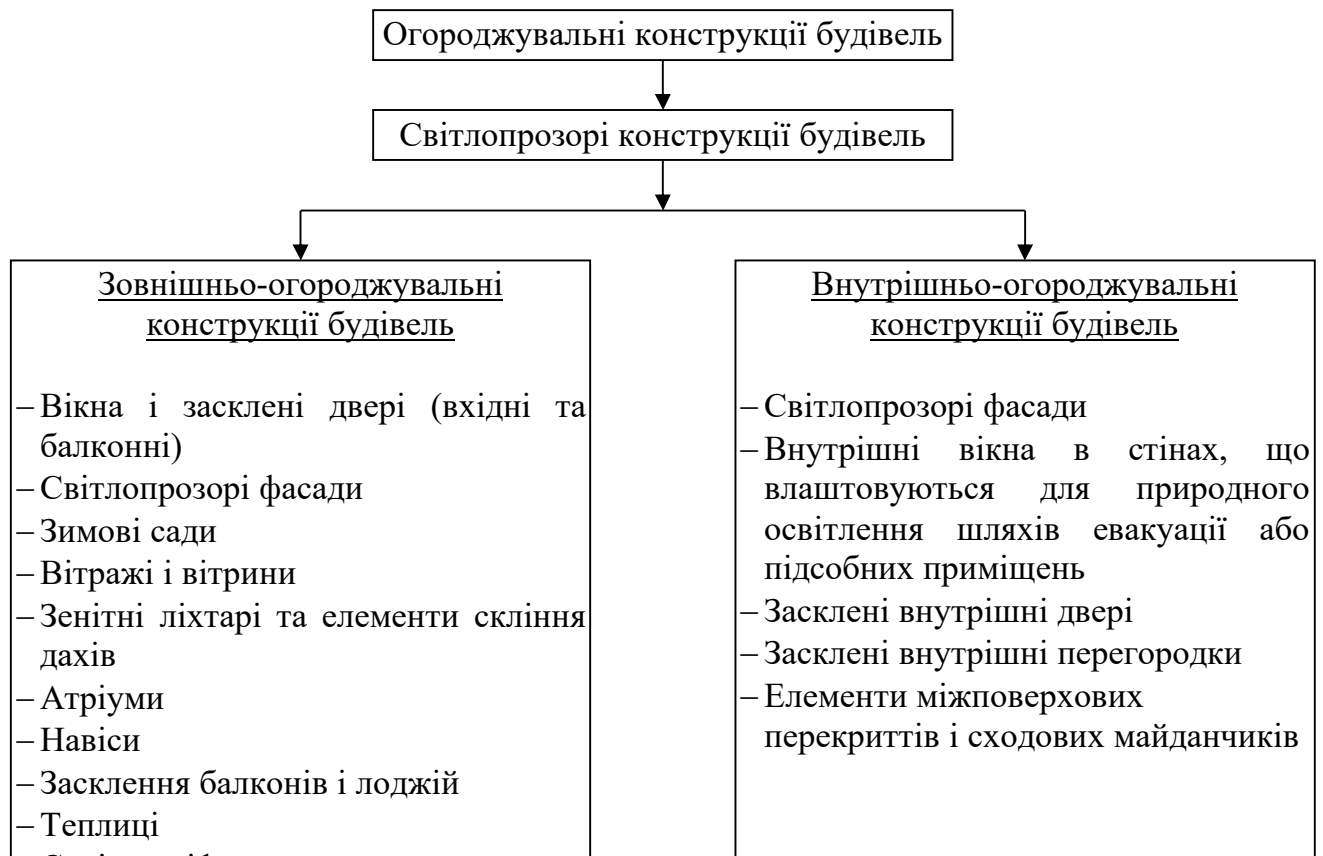 Огороджувальні конструкції будівель
Світлопрозорі конструкції будівель
Зовнішньо-огороджувальні
конструкції будівель
– Вікна і засклені двері (вхідні та
балконні)
– Світлопрозорі фасади
– Зимові сади
– Вітражі і вітрини
– Зенітні ліхтарі та елементи скління
дахів
– Атріуми
– Навіси
– Засклення балконів і лоджій
– Теплиці
Внутрішньо-огороджувальні
конструкції будівель
– Світлопрозорі фасади
– Внутрішні вікна в стінах, що
влаштовуються для природного
освітлення шляхів евакуації або
підсобних приміщень
– Засклені внутрішні двері
– Засклені внутрішні перегородки
– Елементи міжповерхових
перекриттів і сходових майданчиків